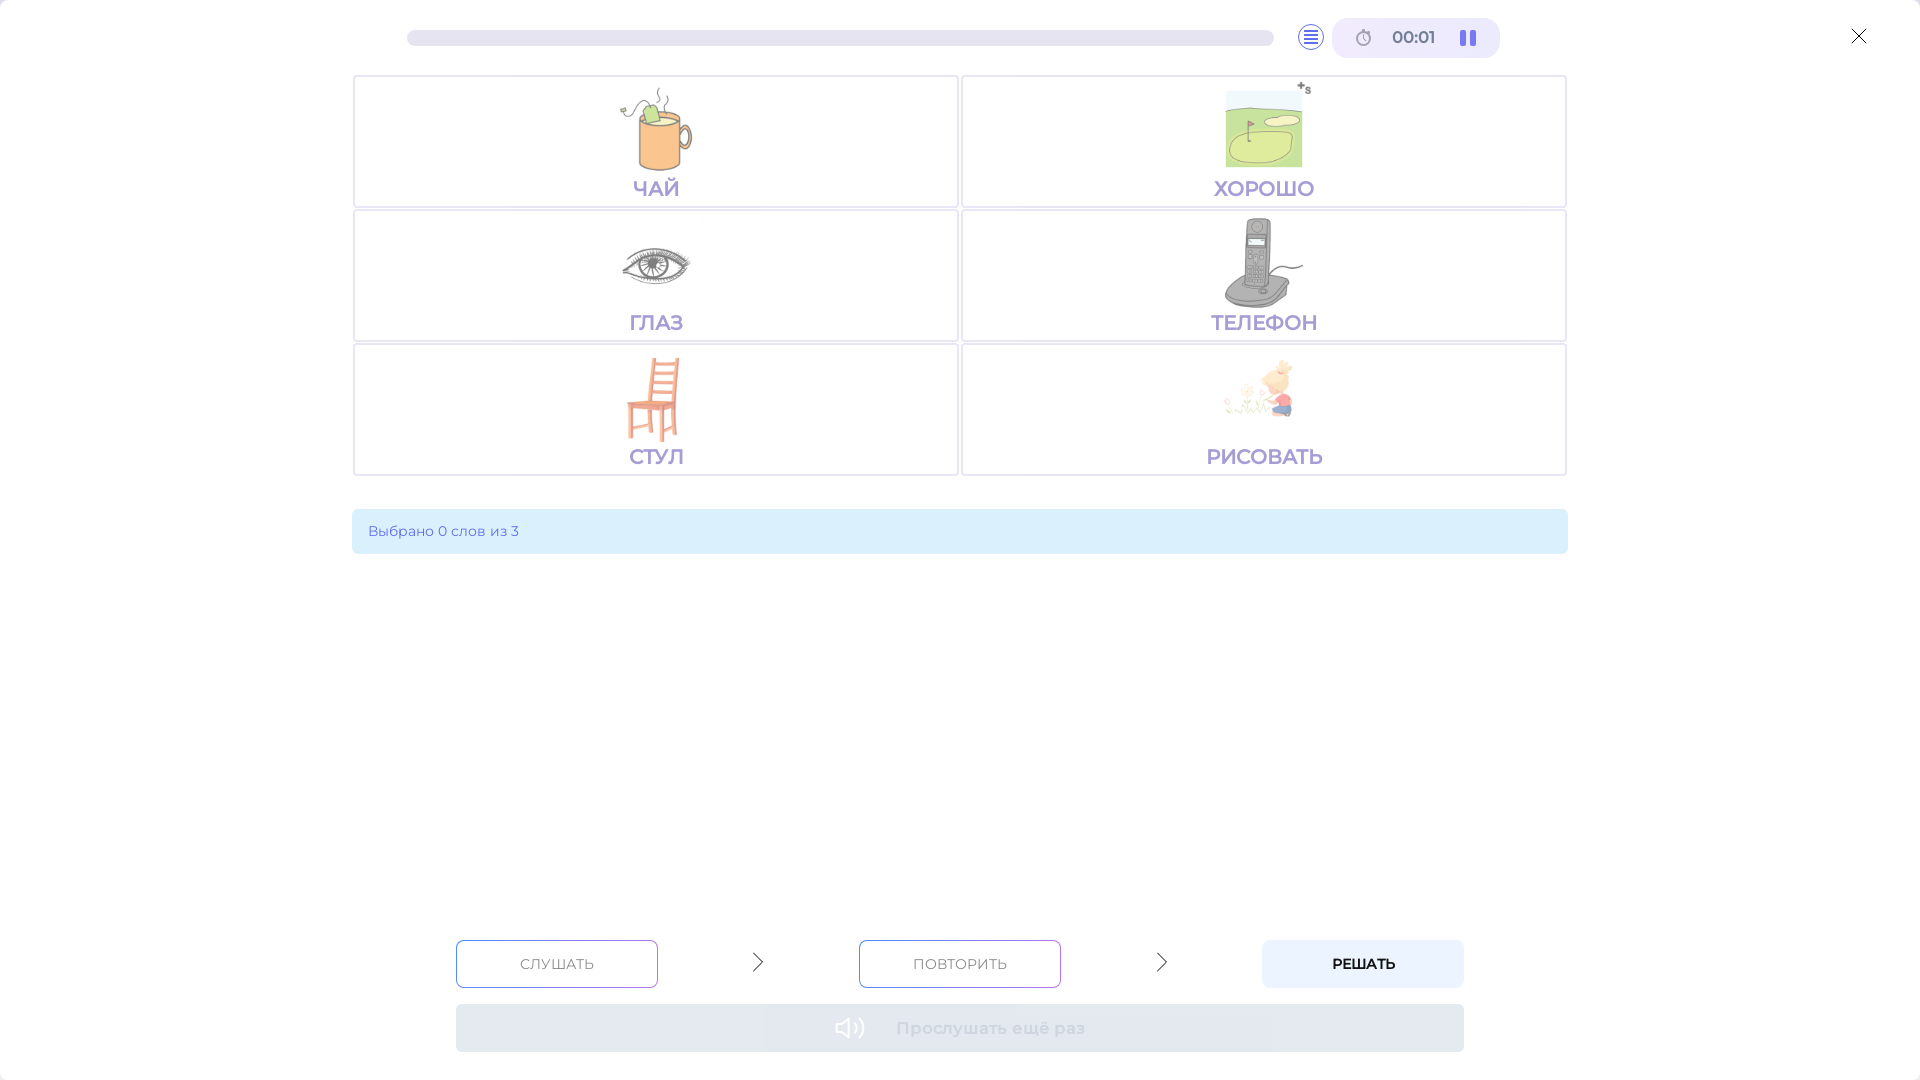 00:01
ЧАЙ
+s
ХОРОШО
ГЛАЗ
ТЕЛЕФОН
СТУЛ
РИСОВАТЬ
Выбрано 0 слов из 3
СЛУШАТЬ
ПОВТОРИТЬ
РЕШАТЬ
Прослушать ещё раз